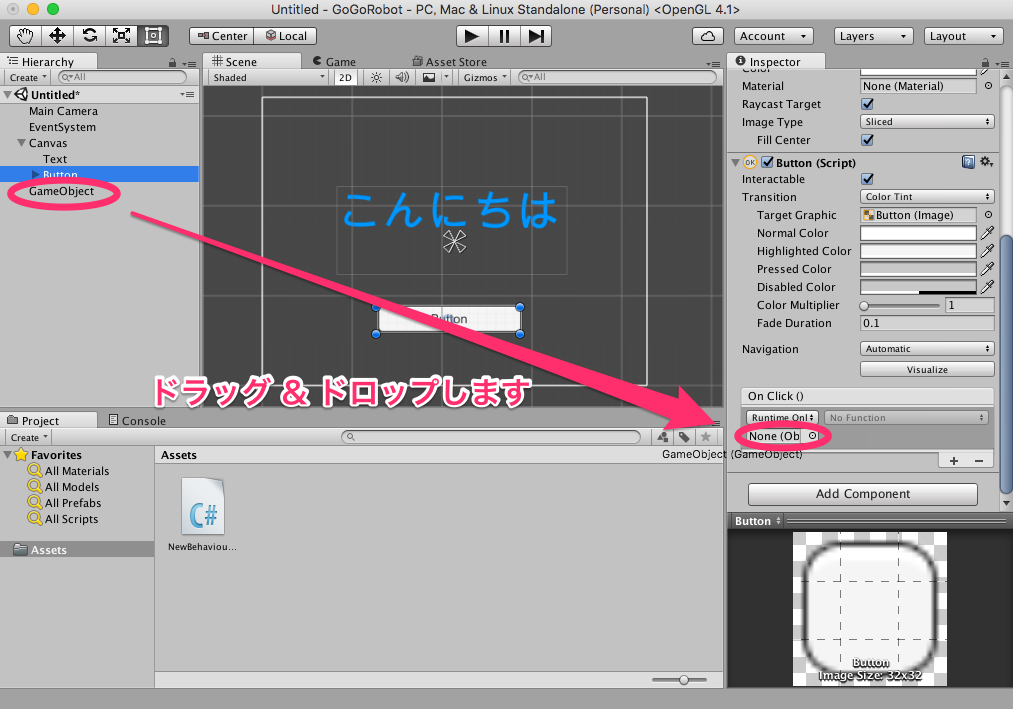 Untitled - GoGoRobot - PC, Mac & Linux Standalone (Personal) <OpenGL 4.1>
Center Local Account Layers Layout
Hierarchy
Create All
Untitled*
Main Camera
EventSystem
Canvas
Text
Button
GameObject
Scene Game Asset Store
Shaded 2D Gizmos All
こんにちは
Button
ドラッグ & ドロップします
Inspector
Color
Material None (Material)
Raycast Target
Image Type Sliced
Fill Center
OK Button (Script)
Interactable
Transition Color Tint
Target Graphic Button (Image)
Normal Color
Highlighted Color
Pressed Color
Disabled Color
Color Multiplier 1
Fade Duration 0.1
Navigation Automatic
Visualize
On Click ()
Runtime Onl No Function
None (Ob
GameObject (GameObject)
+ −
Add Component
Project Console
Create
Favorites
All Materials
All Models
All Prefabs
All Scripts
Assets
Assets
C#
NewBehaviou...
Button
Button
Image Size: 32x32